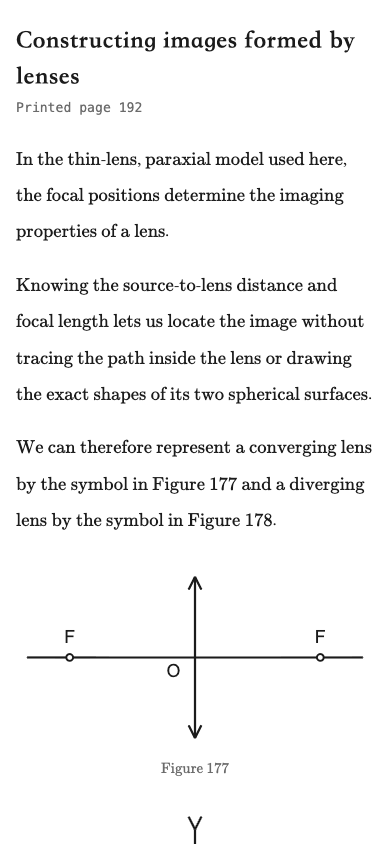 Constructing images formed by
lenses
Printed page 192
In the thin-lens, paraxial model used here,
the focal positions determine the imaging
properties of a lens.
Knowing the source-to-lens distance and
focal length lets us locate the image without
tracing the path inside the lens or drawing
the exact shapes of its two spherical surfaces.
We can therefore represent a converging lens
by the symbol in Figure 177 and a diverging
lens by the symbol in Figure 178.
F F
O
Figure 177